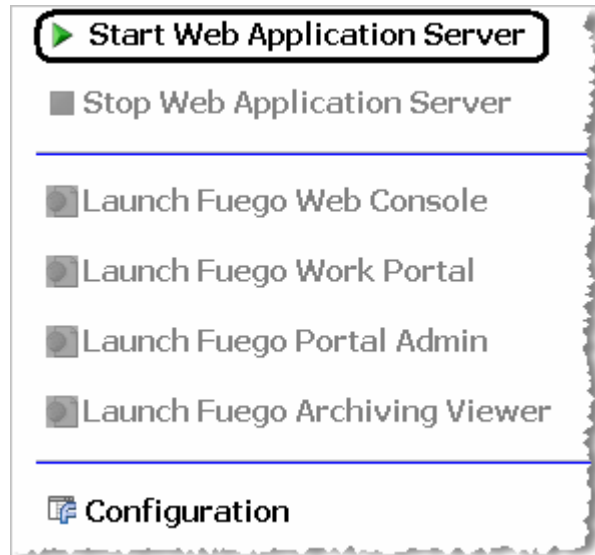 Start Web Application Server
Stop Web Application Server
Launch Fuego Web Console
Launch Fuego Work Portal
Launch Fuego Portal Admin
Launch Fuego Archiving Viewer
Configuration